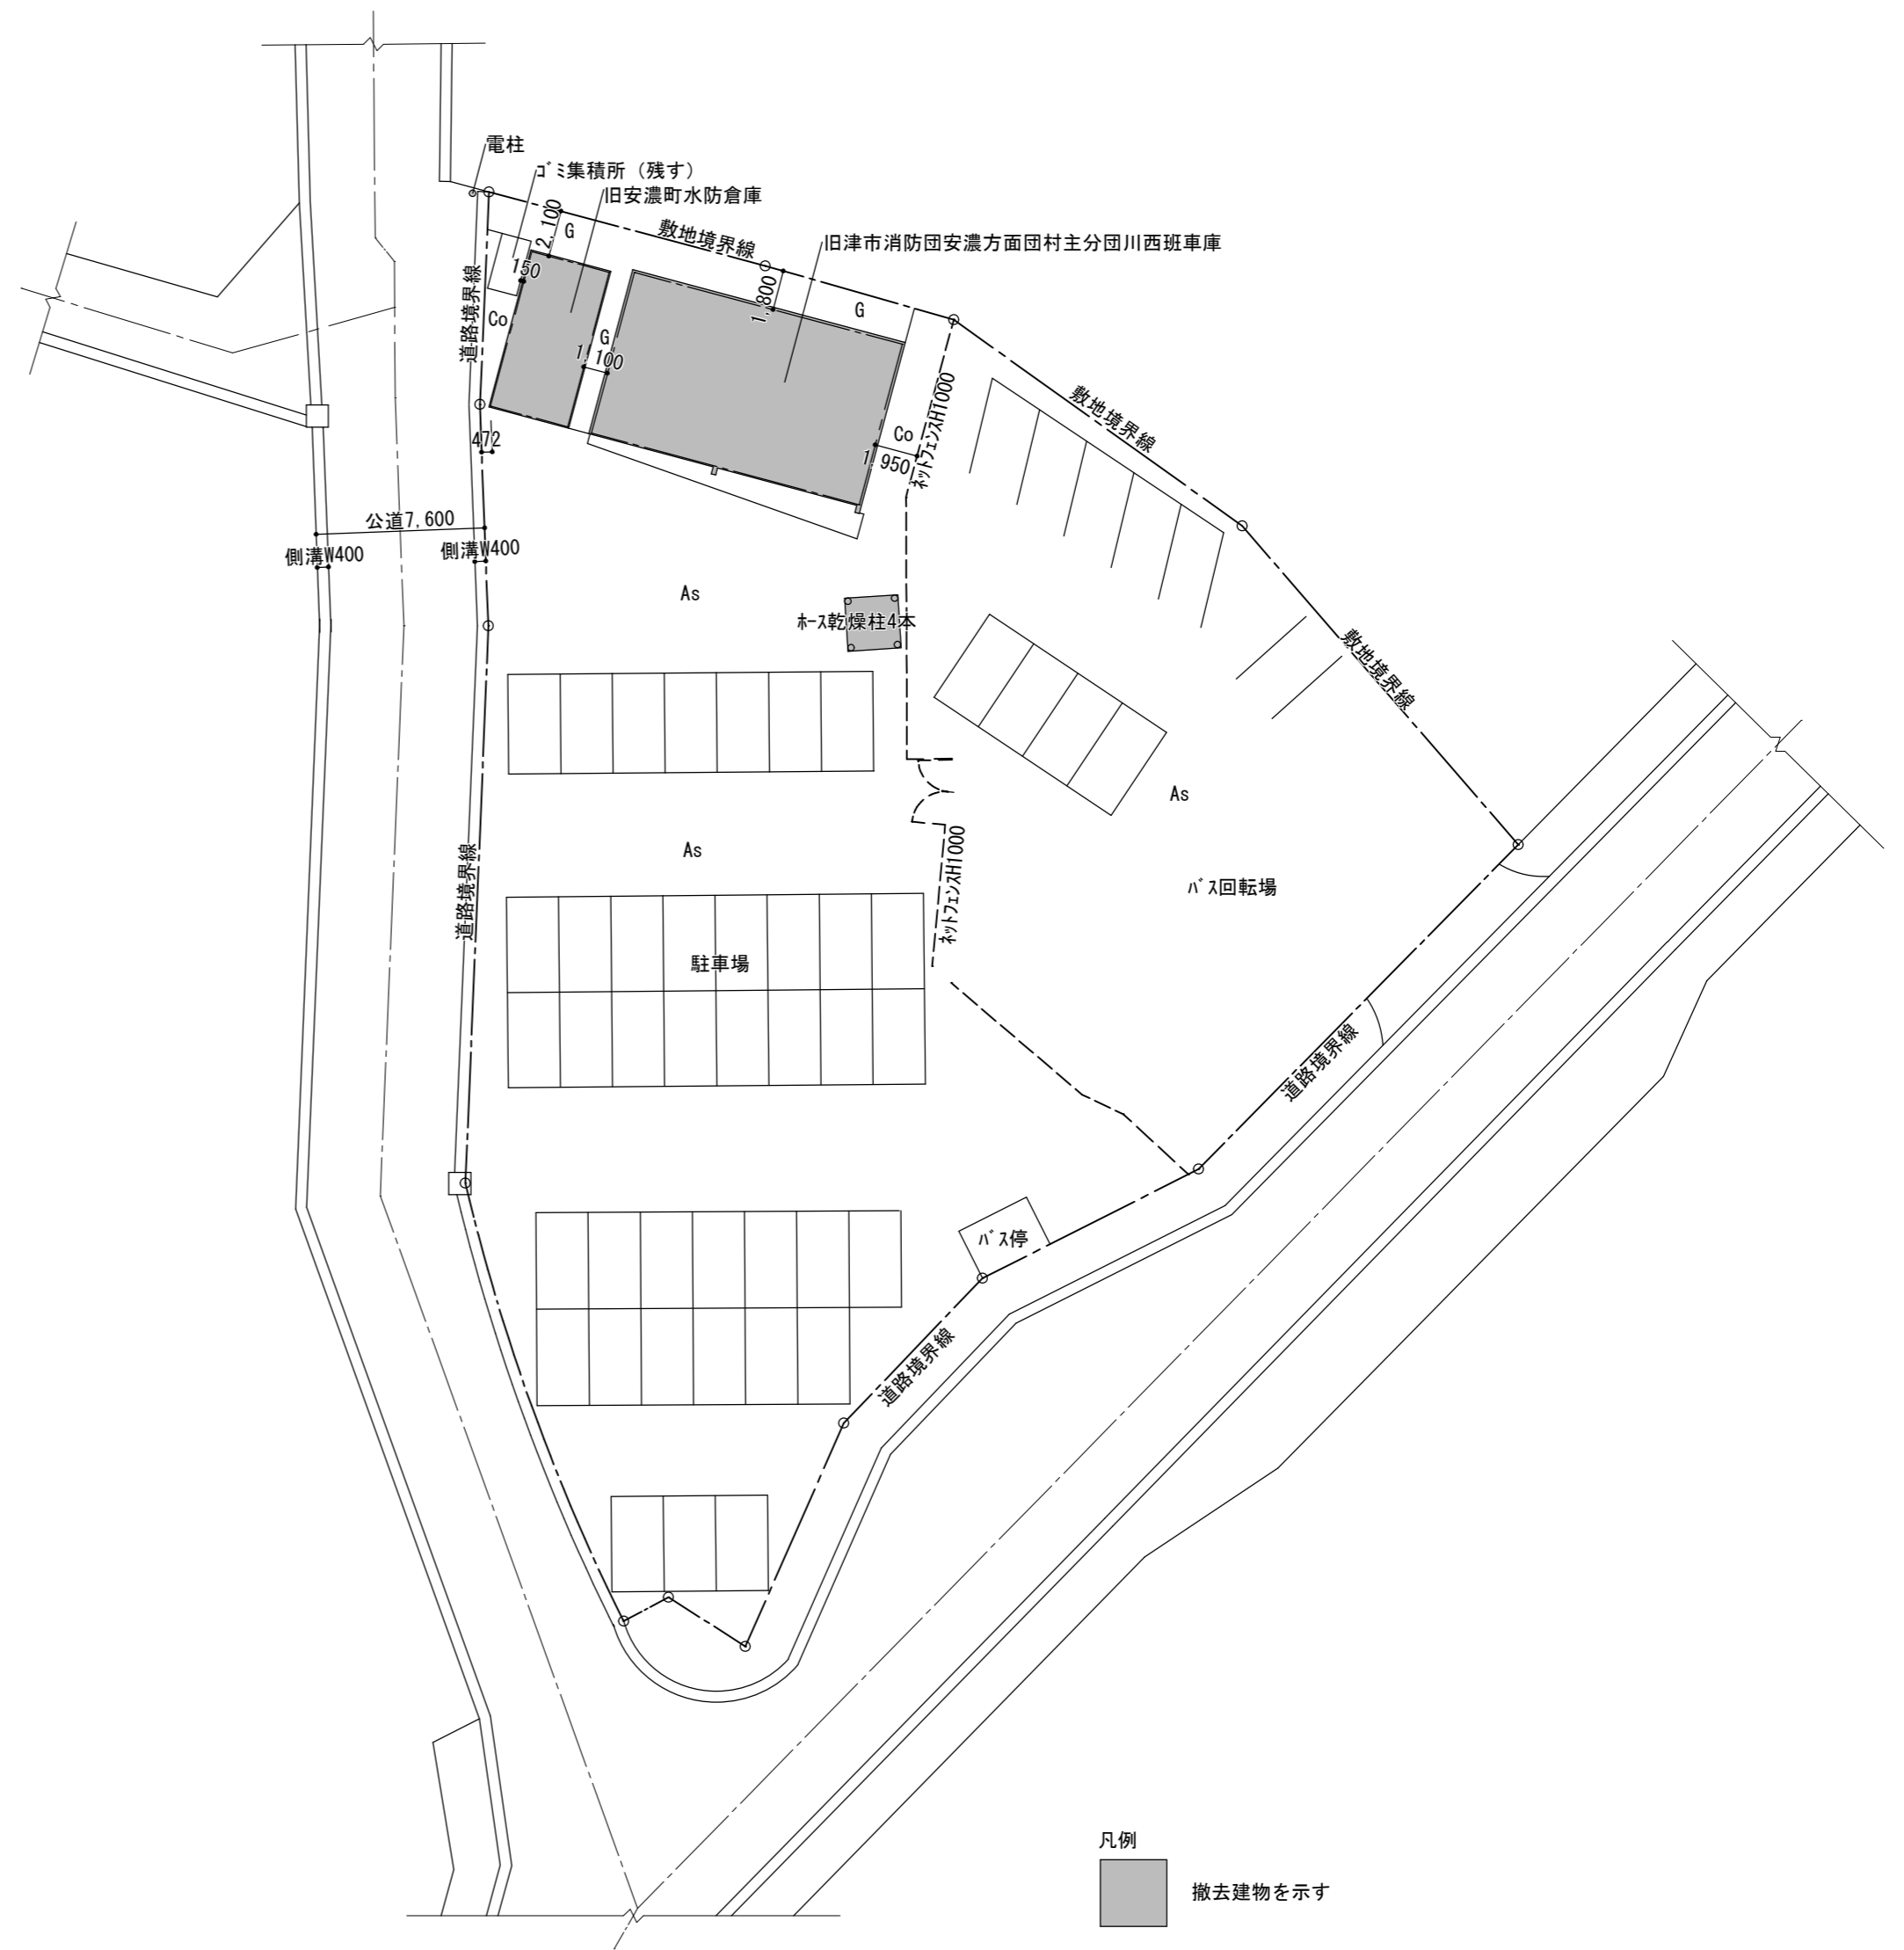 電柱
ｺﾞﾐ集積所（残す）
旧安濃町水防倉庫
2,100
G
敷地境界線
旧津市消防団安濃方面団村主分団川西班車庫
150
道路境界線
1,800
G
Co
G
1,100
敷地境界線
ﾈｯﾄﾌｪﾝｽH1000
Co
472
1,950
公道7,600
側溝W400
側溝W400
As
ﾎｰｽ乾燥柱4本
敷地境界線
As
As
道路境界線
ﾈｯﾄﾌｪﾝｽH1000
ﾊﾞｽ回転場
駐車場
道路境界線
ﾊﾞｽ停
道路境界線
凡例
撤去建物を示す